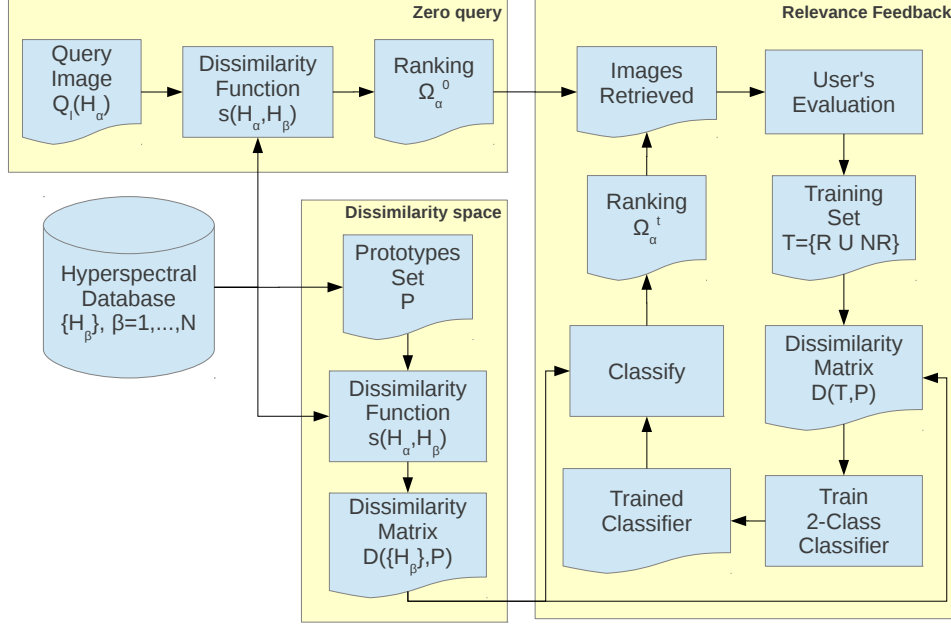 Zero query
Query
Image
Q_I(H_α)
Dissimilarity
Function
s(H_α,H_β)
Ranking
Ω_α^0
Hyperspectral
Database
{H_β}, β=1,...,N
Dissimilarity space
Prototypes
Set
P
Dissimilarity
Function
s(H_α,H_β)
Dissimilarity
Matrix
D({H_β},P)
Relevance Feedback
Images
Retrieved
User's
Evaluation
Ranking
Ω_α^t
Training
Set
T={R U NR}
Classify
Dissimilarity
Matrix
D(T,P)
Trained
Classifier
Train
2-Class
Classifier